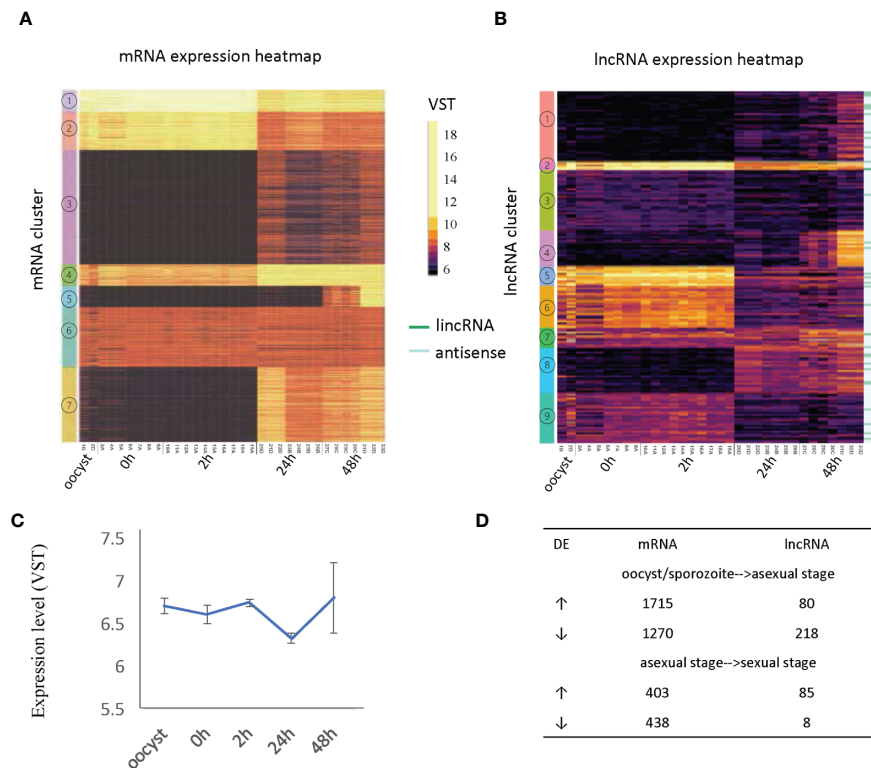 A
mRNA expression heatmap
mRNA cluster
1
2
3
4
5
6
7
oocyst
0h
2h
24h
48h
VST
18
16
14
12
10
8
6
lincRNA
antisense
B
lncRNA expression heatmap
lncRNA cluster
1
2
3
4
5
6
7
8
9
oocyst
0h
2h
24h
48h
C
Expression level (VST)
7.5
7
6.5
6
5.5
oocyst
0h
2h
24h
48h
D
DE mRNA lncRNA
oocyst/sporozoite-->asexual stage
↑ 1715 80
↓ 1270 218
asexual stage-->sexual stage
↑ 403 85
↓ 438 8